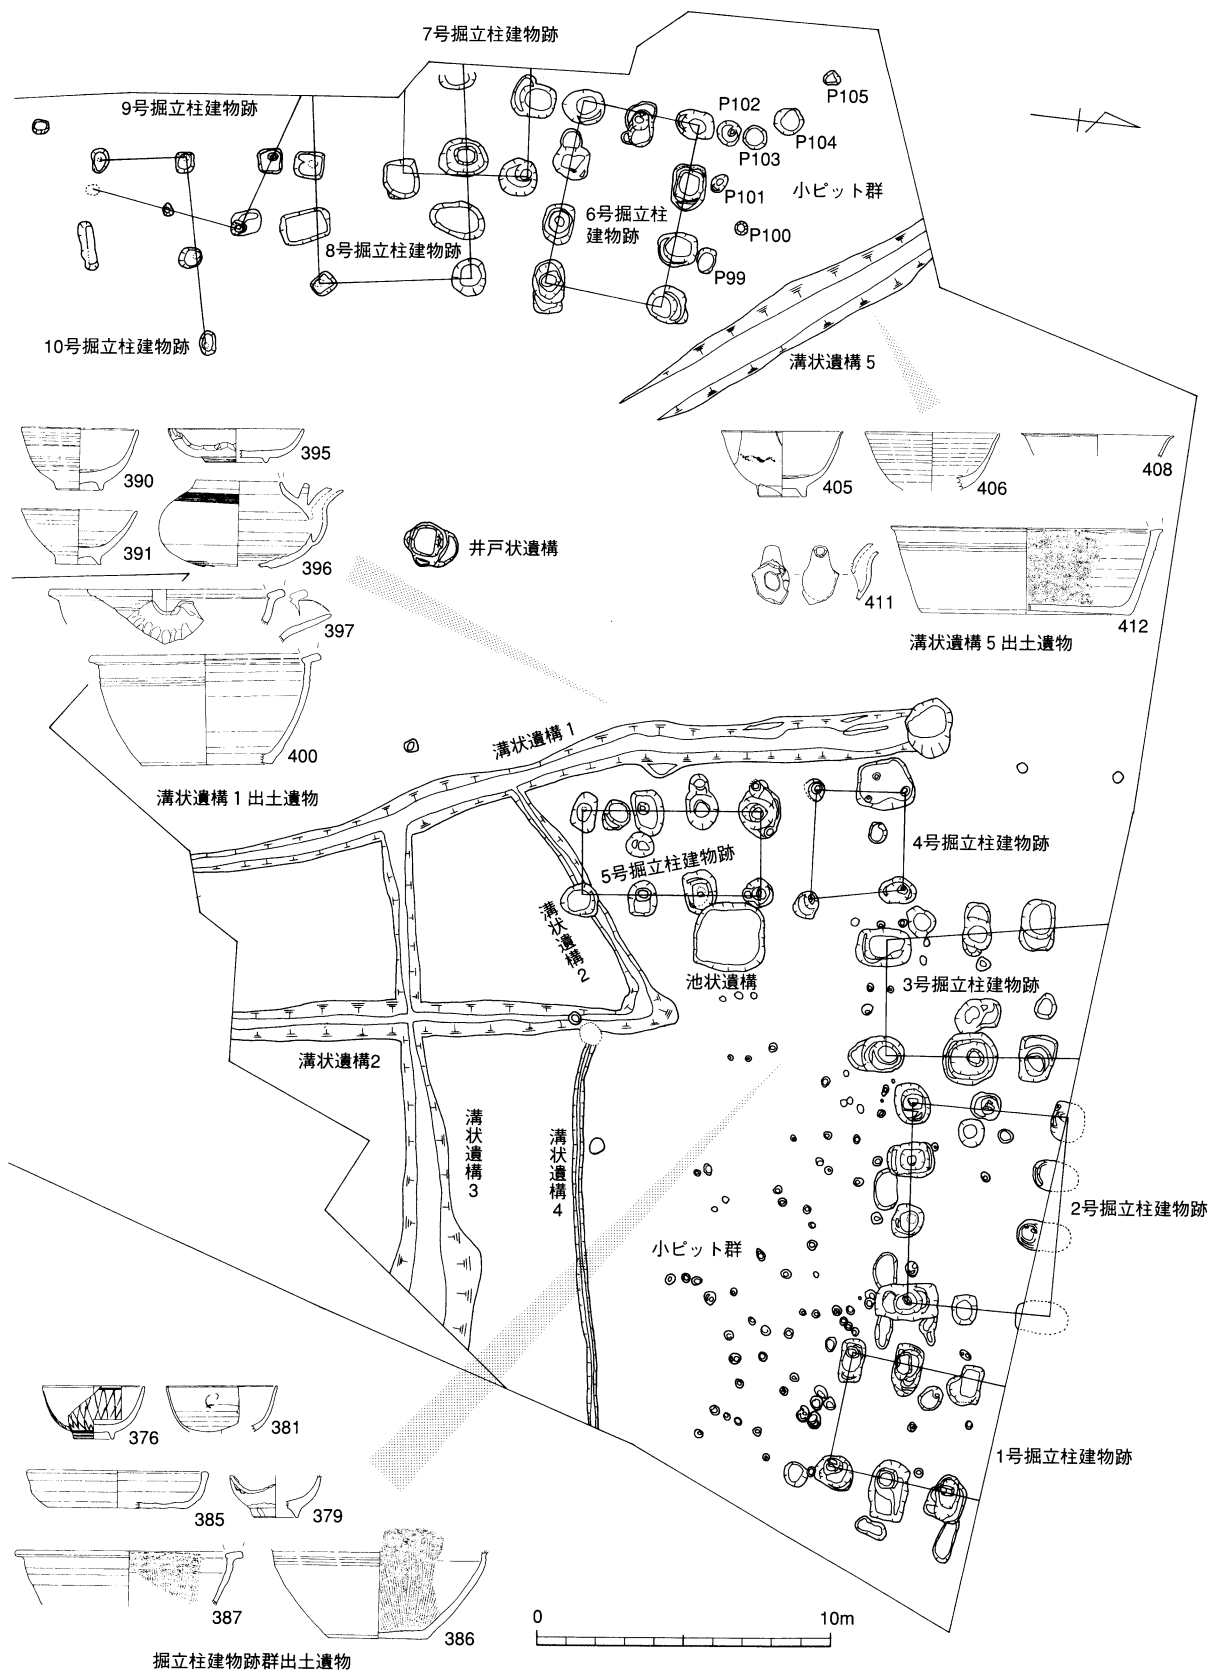 7号掘立柱建物跡
9号掘立柱建物跡
P105
P102
P104
P103
P101
小ピット群
6号掘立柱
建物跡
P100
8号掘立柱建物跡
P99
10号掘立柱建物跡
溝状遺構5
390
395
391
396
397
400
溝状遺構1出土遺物
井戸状遺構
405
406
408
411
412
溝状遺構5出土遺物
溝状遺構1
4号掘立柱建物跡
5号掘立柱建物跡
溝状遺構2
池状遺構
3号掘立柱建物跡
溝状遺構2
溝状遺構3
溝状遺構4
2号掘立柱建物跡
小ピット群
1号掘立柱建物跡
376
381
385
379
387
386
掘立柱建物跡群出土遺物
0
10m